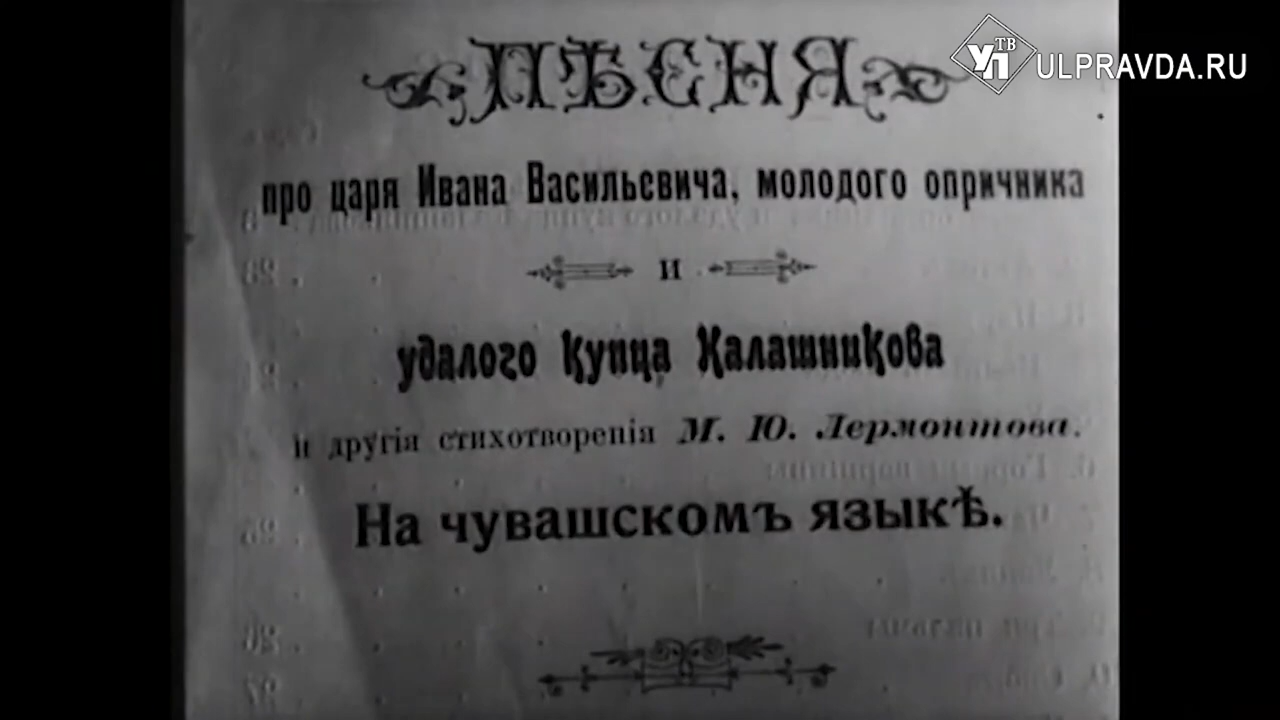 УП ТВ ULPRAVDA.RU
ПѢСНЯ
про царя Ивана Васильевича, молодого опричника
и
удалого купца Калашникова
и другія стихотворенія М. Ю. Лермонтова.
На чувашскомъ языкѣ.